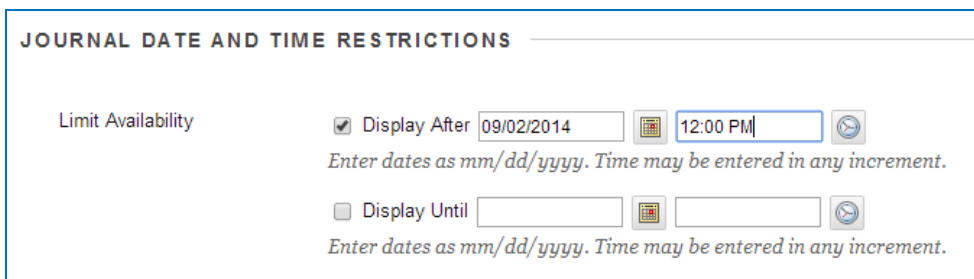 JOURNAL DATE AND TIME RESTRICTIONS
Limit Availability Display After 09/02/2014 12:00 PM
Enter dates as mm/dd/yyyy. Time may be entered in any increment.
Display Until
Enter dates as mm/dd/yyyy. Time may be entered in any increment.